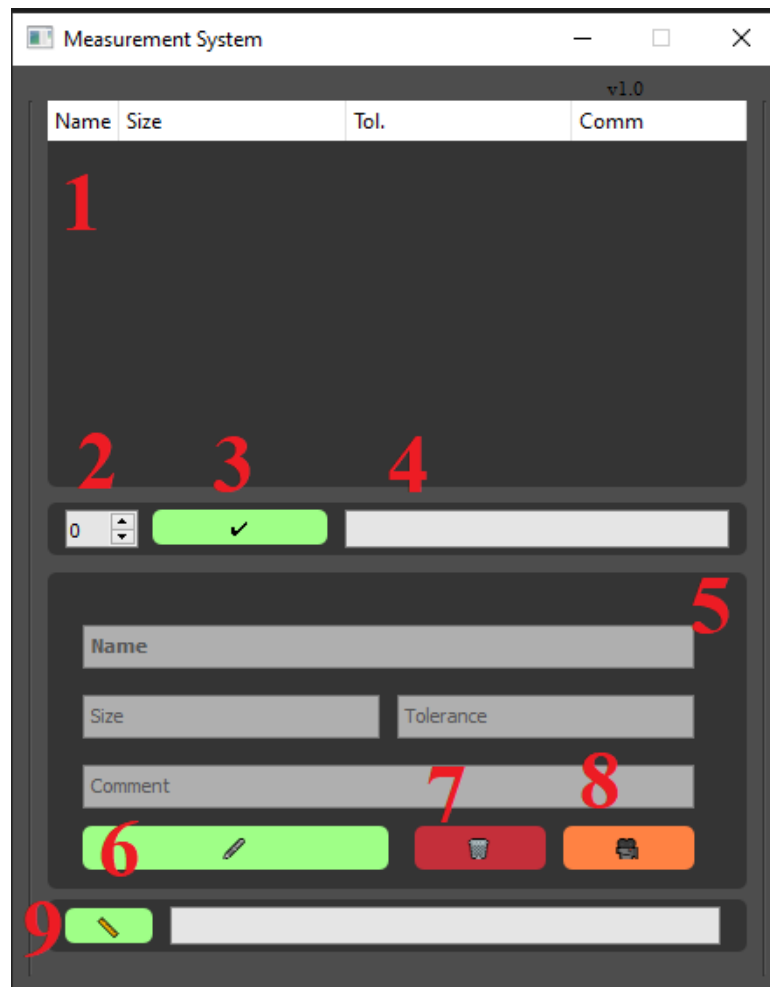 Measurement System
v1.0
Name Size Tol. Comm
1
2 3 4
0
5
Name
Size Tolerance
Comment
6 7 8
9